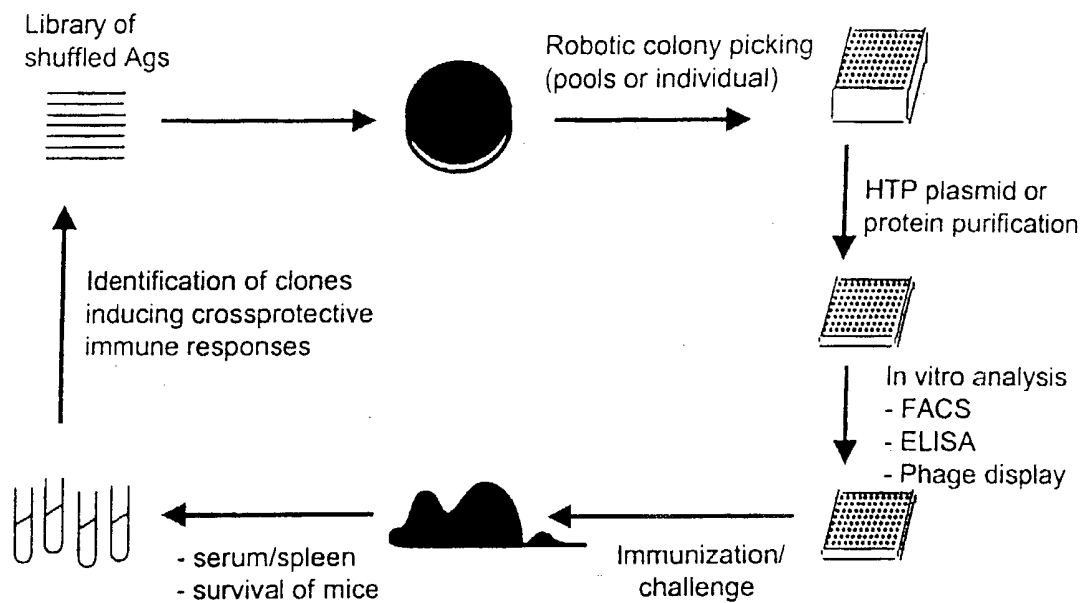 Library of
shuffled Ags
Robotic colony picking
(pools or individual)
HTP plasmid or
protein purification
In vitro analysis
- FACS
- ELISA
- Phage display
Immunization/
challenge
- serum/spleen
- survival of mice
Identification of clones
inducing crossprotective
immune responses